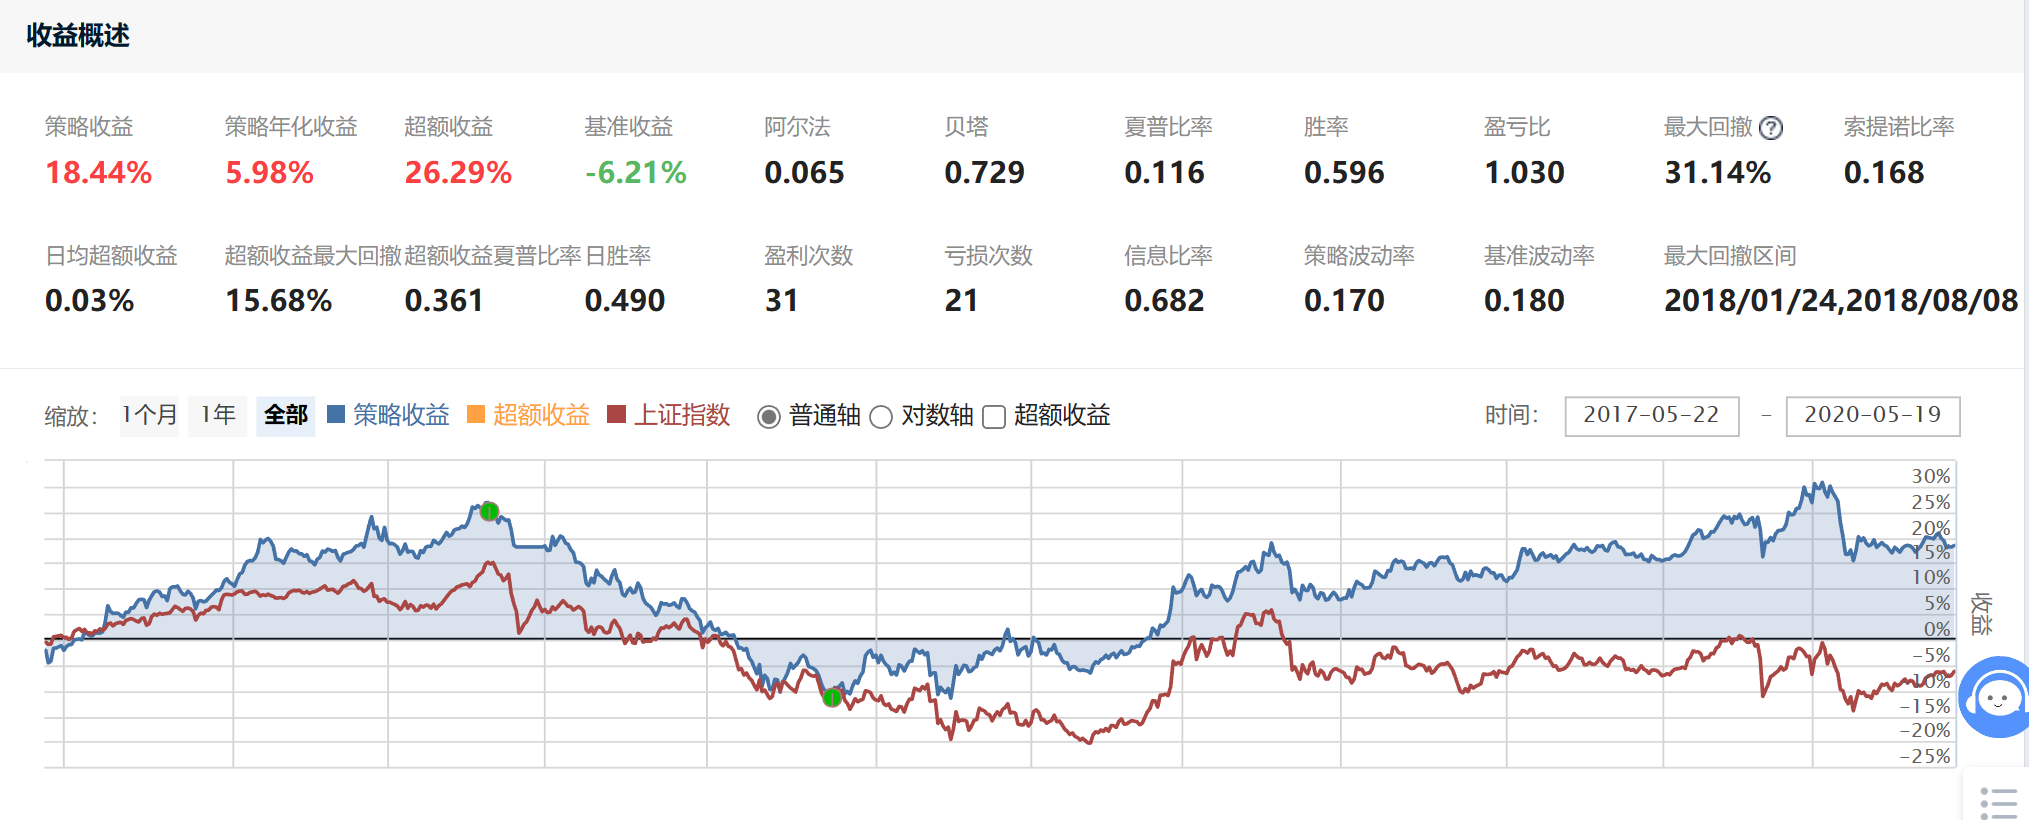 收益概述
策略收益 策略年化收益 超额收益 基准收益 阿尔法 贝塔 夏普比率 胜率 盈亏比 最大回撤 ? 索提诺比率
18.44% 5.98% 26.29% -6.21% 0.065 0.729 0.116 0.596 1.030 31.14% 0.168
日均超额收益 超额收益最大回撤 超额收益夏普比率 日胜率 盈利次数 亏损次数 信息比率 策略波动率 基准波动率 最大回撤区间
0.03% 15.68% 0.361 0.490 31 21 0.682 0.170 0.180 2018/01/24,2018/08/08
缩放: 1个月 1年 全部 策略收益 超额收益 上证指数 普通轴 对数轴 超额收益 时间: 2017-05-22 - 2020-05-19
30%
25%
20%
15%
10%
5%
0%
-5%
-10%
-15%
-20%
-25%
收益